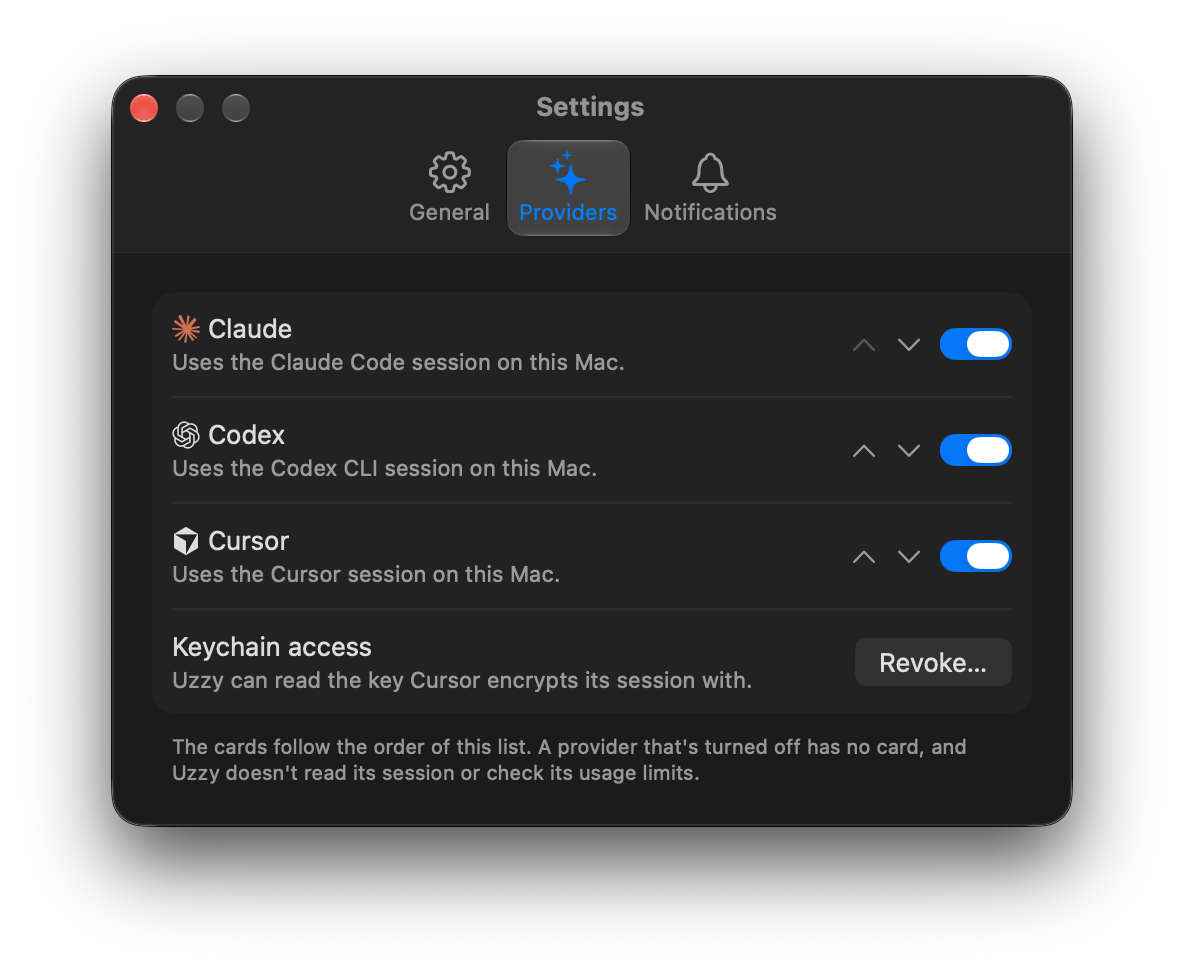 Settings
General
Providers
Notifications
Claude
Uses the Claude Code session on this Mac.
Codex
Uses the Codex CLI session on this Mac.
Cursor
Uses the Cursor session on this Mac.
Keychain access
Uzzy can read the key Cursor encrypts its session with.
Revoke...
The cards follow the order of this list. A provider that's turned off has no card, and
Uzzy doesn't read its session or check its usage limits.